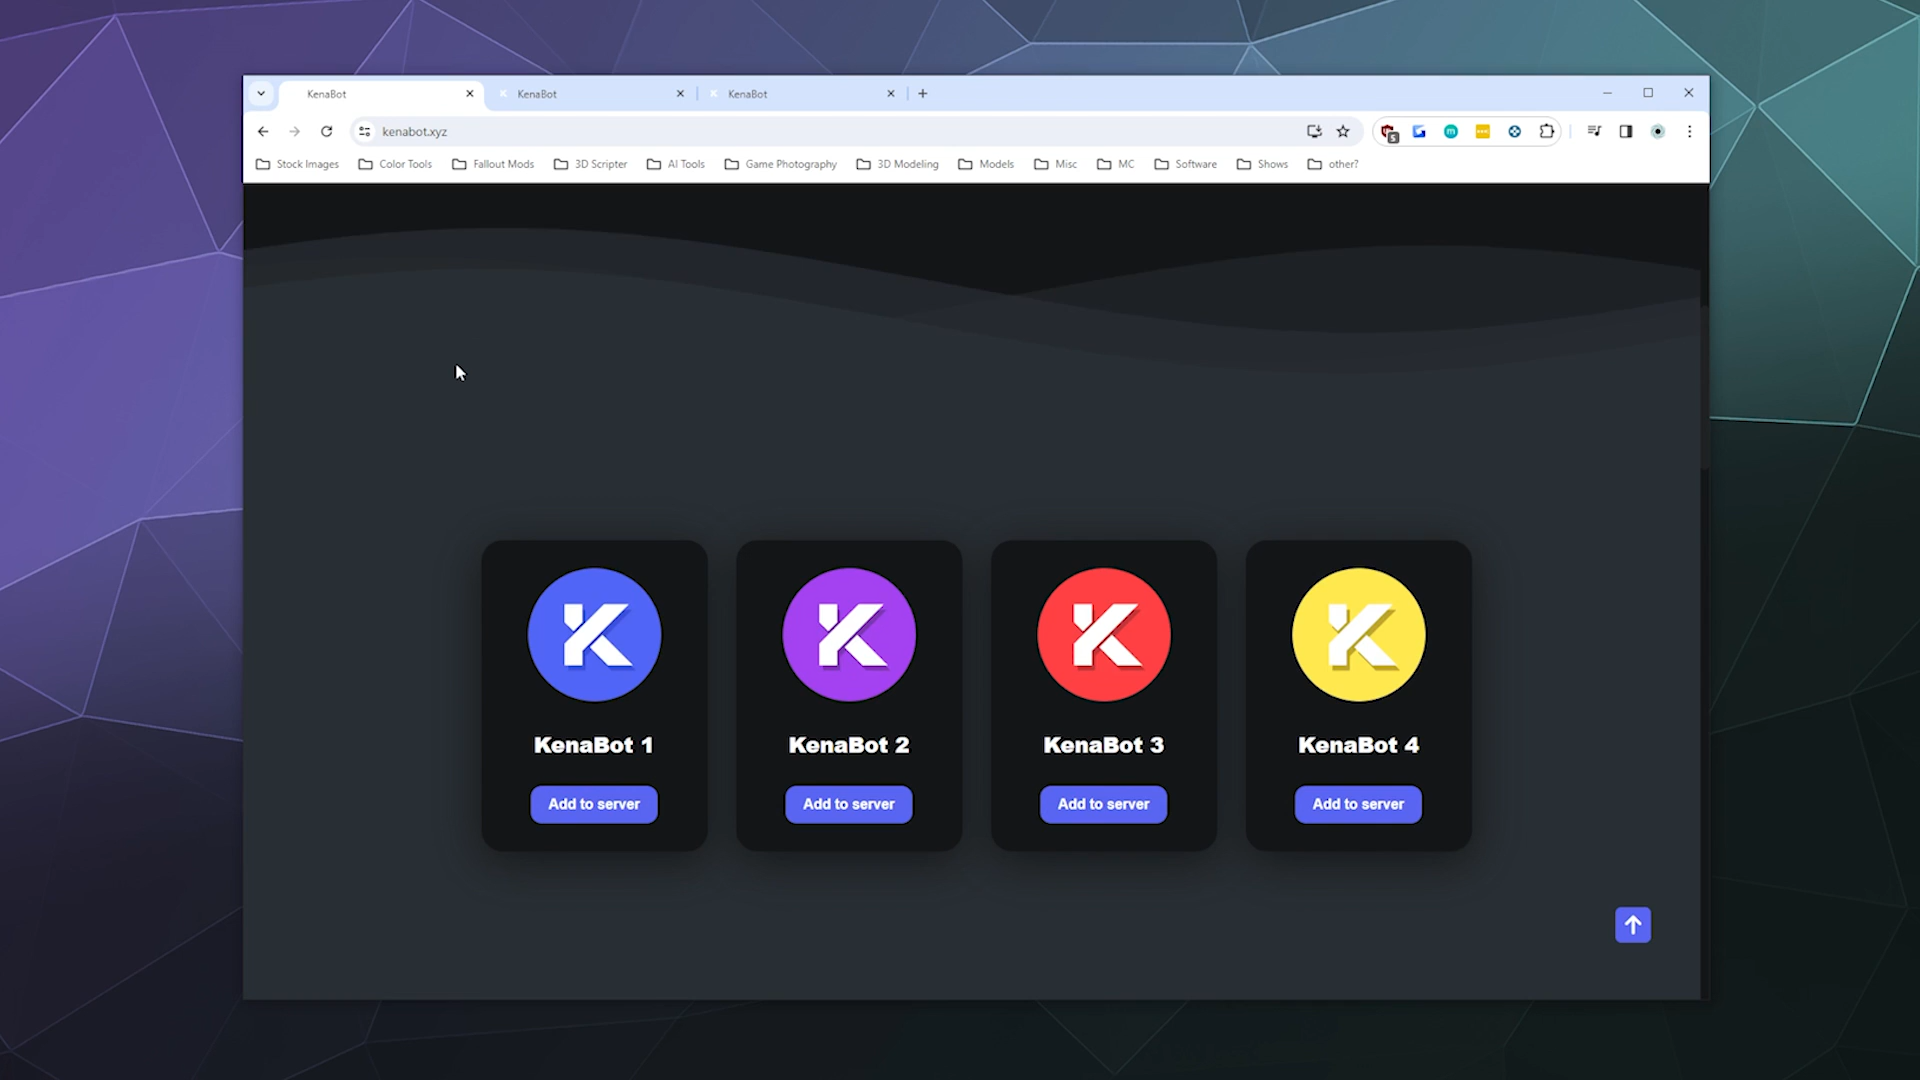 KenaBot KenaBot KenaBot
kenabot.xyz
Stock Images Color Tools Fallout Mods 3D Scripter AI Tools Game Photography 3D Modeling Models Misc MC Software Shows other?
K K K K
KenaBot 1 KenaBot 2 KenaBot 3 KenaBot 4
Add to server Add to server Add to server Add to server